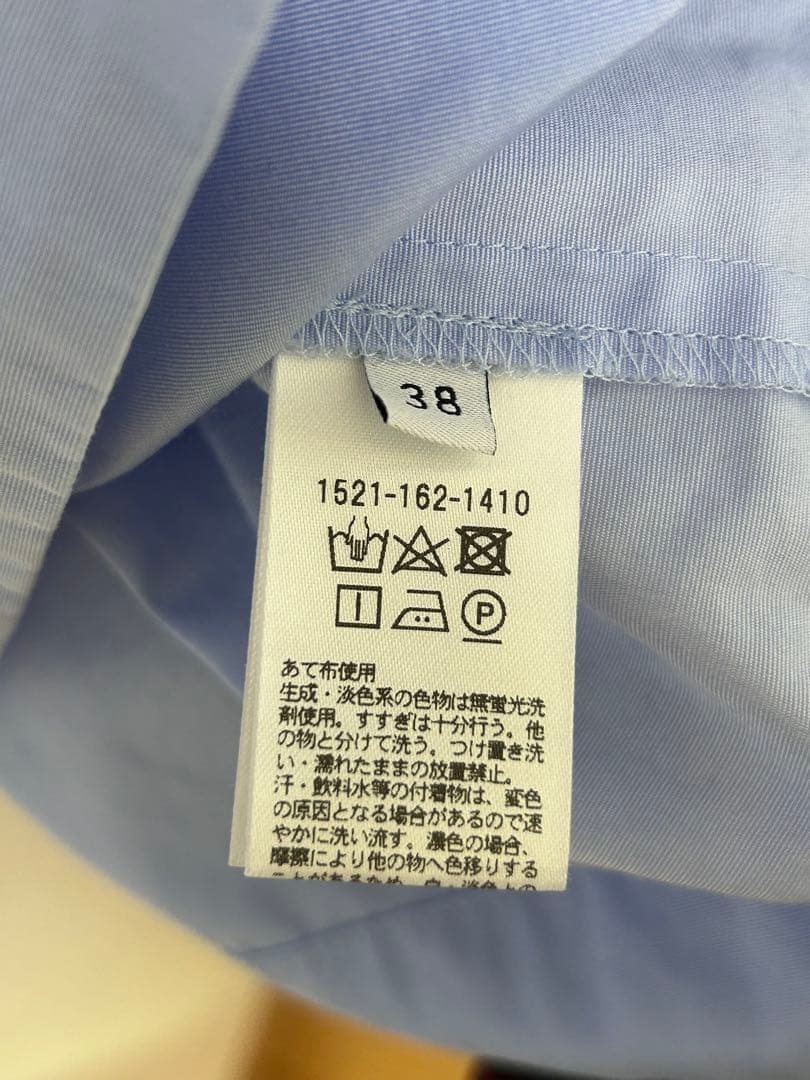 38
1521-162-1410
P
あて布使用
生成・淡色系の色物は無蛍光洗
剤使用。すすぎは十分行う。他
の物と分けて洗う。つけ置き洗
い・濡れたままの放置禁止。
汗・飲料水等の付着物は、変色
の原因となる場合があるので速
やかに洗い流す。濃色の場合、
摩擦により他の物へ色移りする